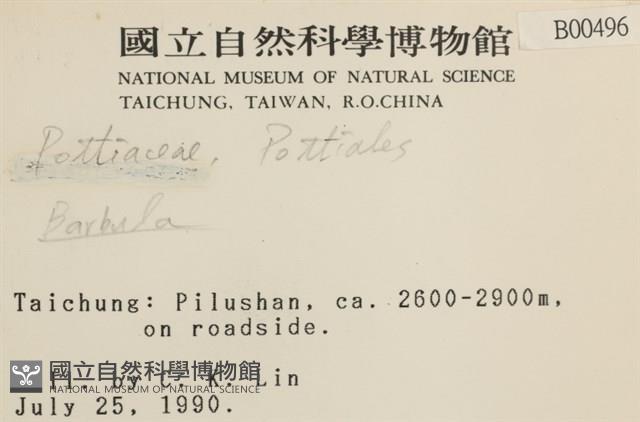 B00496
國立自然科學博物館
NATIONAL MUSEUM OF NATURAL SCIENCE
TAICHUNG, TAIWAN, R.O.CHINA
Pottiaceae, Pottiales
Barbula
Taichung: Pilushan, ca. 2600-2900m,
on roadside.
國立自然科學博物館
NATIONAL MUSEUM OF NATURAL SCIENCE
by C. K. Lin
July 25, 1990.